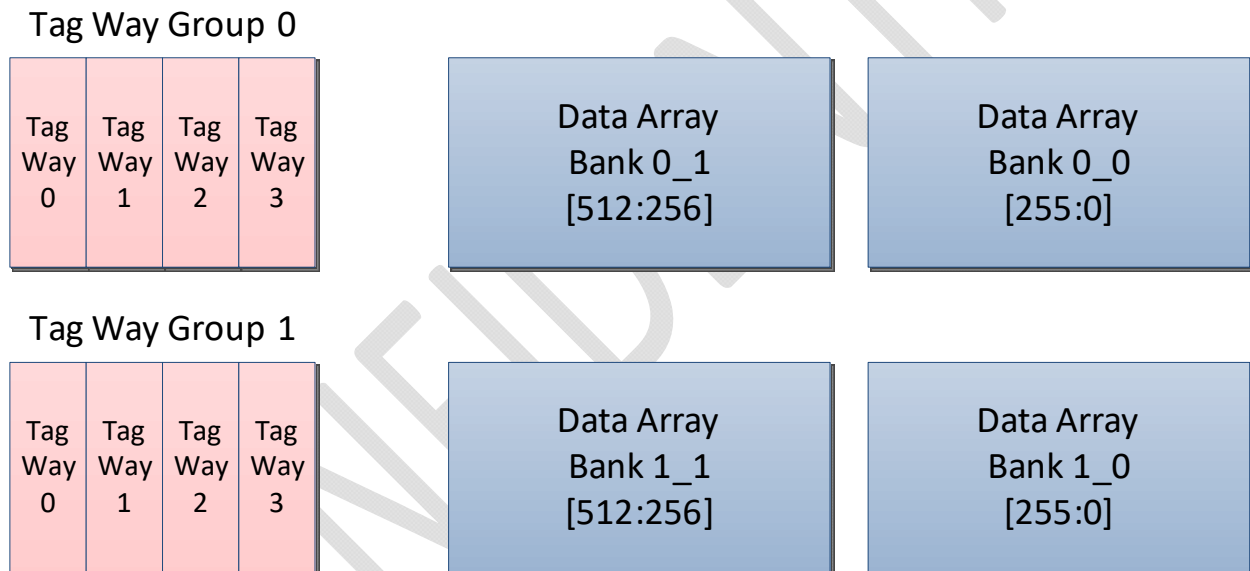 Tag Way Group 0
Tag Way 0
Tag Way 1
Tag Way 2
Tag Way 3
Data Array
Bank 0_1
[512:256]
Data Array
Bank 0_0
[255:0]
Tag Way Group 1
Tag Way 0
Tag Way 1
Tag Way 2
Tag Way 3
Data Array
Bank 1_1
[512:256]
Data Array
Bank 1_0
[255:0]